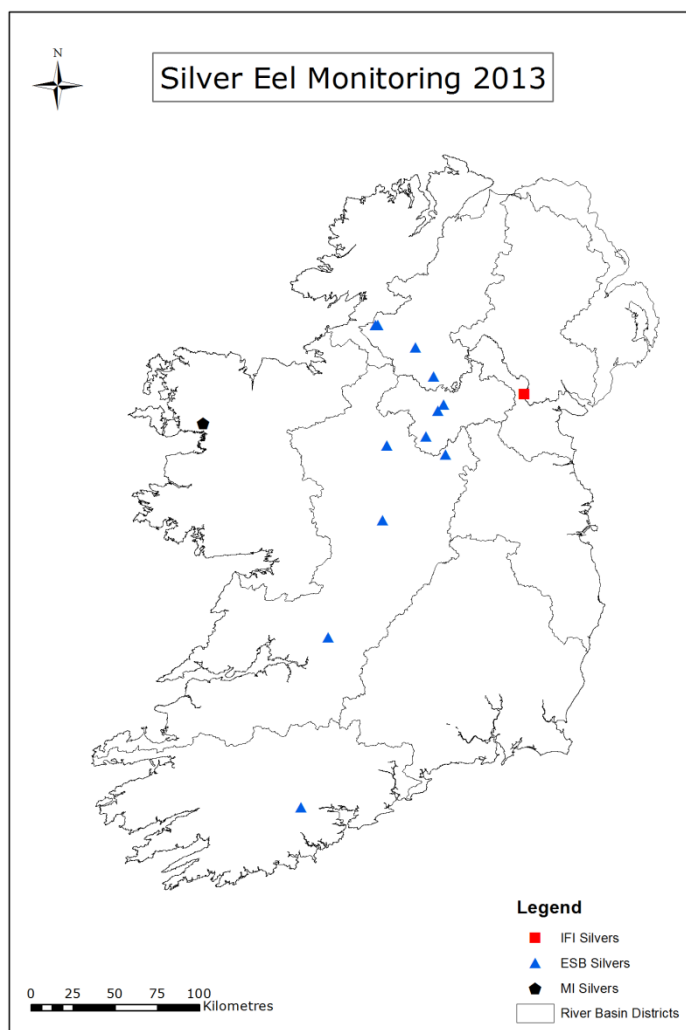 N
Silver Eel Monitoring 2013
Legend
IFI Silvers
ESB Silvers
MI Silvers
River Basin Districts
0 25 50 75 100
Kilometres